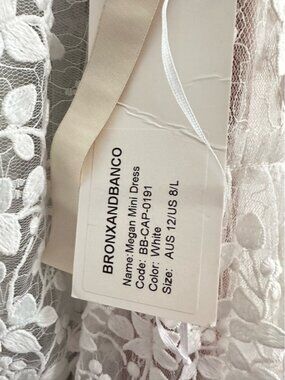 BRONXANDBANCO
Name:Megan Mini Dress
Code: BB-CAP-0191
Color: White
Size: AUS 12/US 8/L